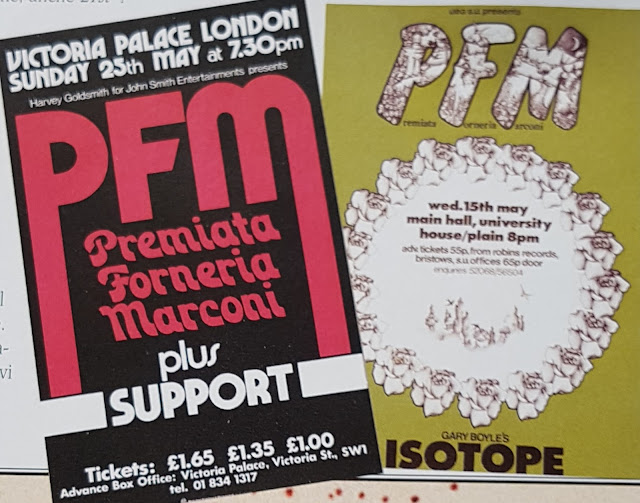 VICTORIA PALACE LONDON
SUNDAY 25th MAY at 7.30pm
Harvey Goldsmith for John Smith Entertainments presents
PFM
Premiata
Forneria
Marconi
plus
SUPPORT
Tickets: £1.65 £1.35 £1.00
Advance Box Office: Victoria Palace, Victoria St., SW1
tel. 01 834 1317
uea s.u. presents
PFM
Premiata Forneria Marconi
wed. 15th may
main hall, university
house/plain 8pm
adv. tickets 55p, from robins records,
bristows, s.u. offices 65p door
enquires 52068/56504
GARY BOYLE'S
ISOTOPE
vi